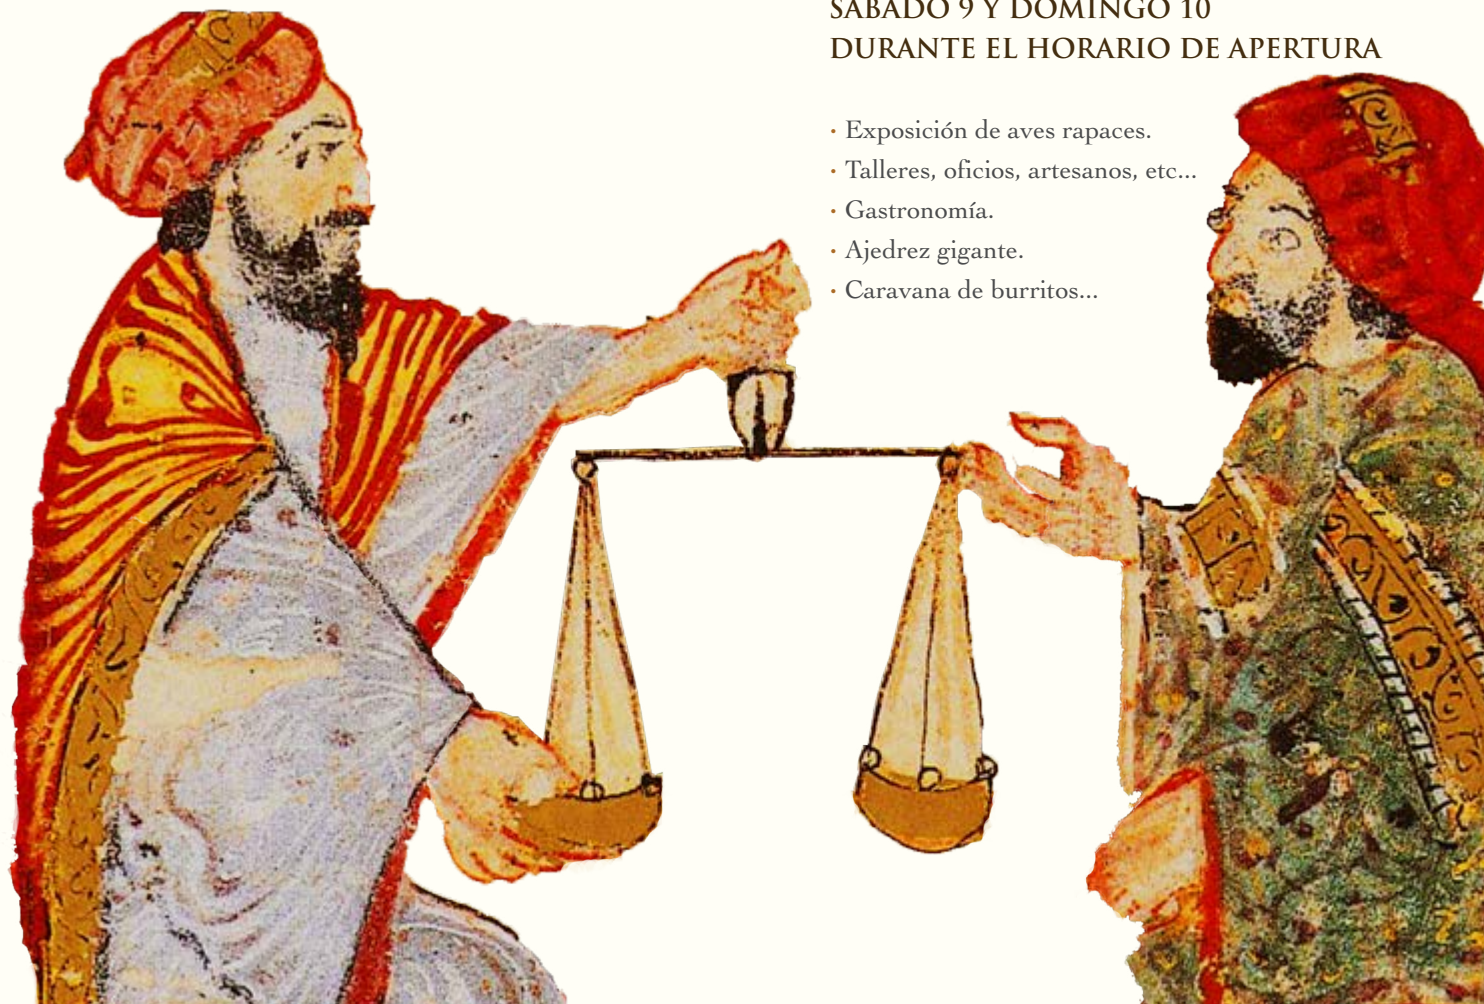 SÁBADO 9 Y DOMINGO 10
DURANTE EL HORARIO DE APERTURA
· Exposición de aves rapaces.
· Talleres, oficios, artesanos, etc...
· Gastronomía.
· Ajedrez gigante.
· Caravana de burritos...